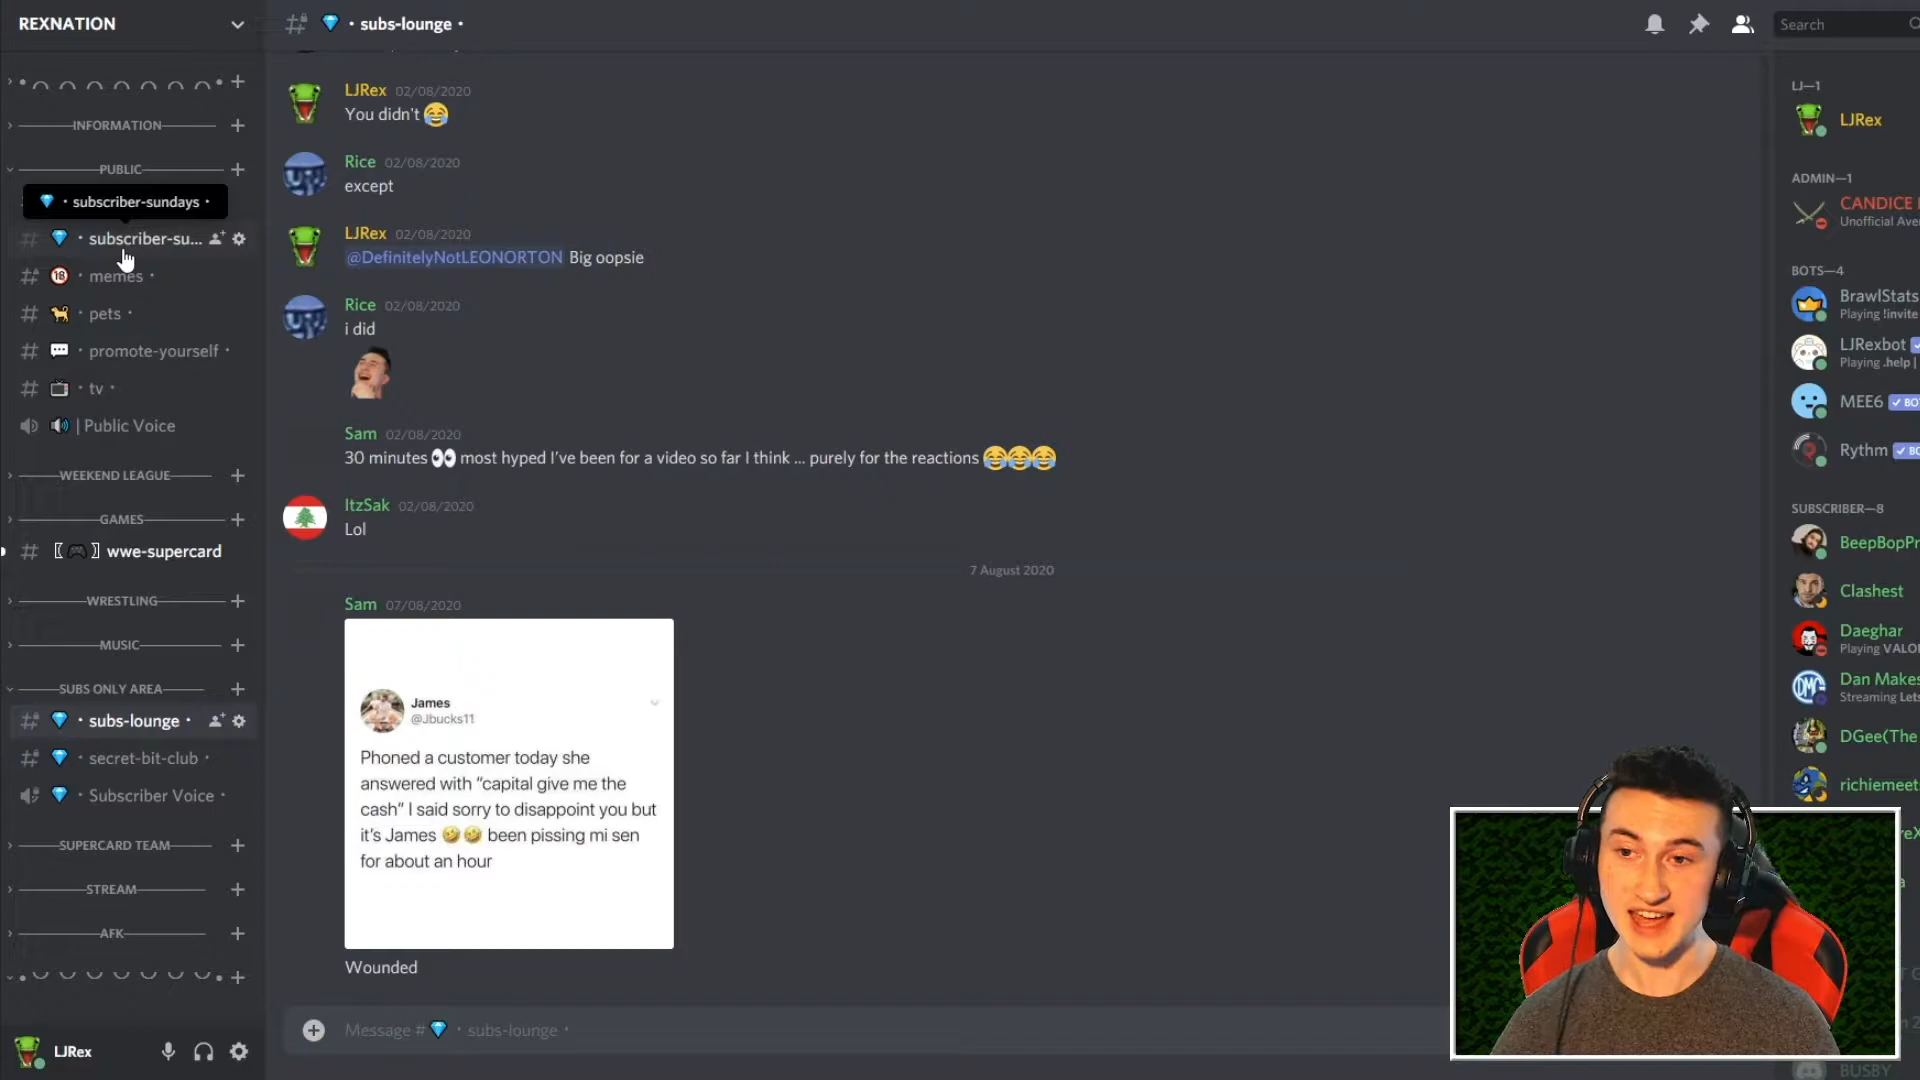 REXNATION
INFORMATION
PUBLIC
• subscriber-sundays •
• subscriber-su...
• memes •
• pets •
• promote-yourself •
• tv •
| Public Voice
WEEKEND LEAGUE
GAMES
〖🎮〗 wwe-supercard
WRESTLING
MUSIC
SUBS ONLY AREA
• subs-lounge •
• secret-bit-club •
• Subscriber Voice •
SUPERCARD TEAM
STREAM
AFK
LJRex
# 💎 • subs-lounge •
LJRex 02/08/2020
You didn't 😂
Rice 02/08/2020
except
LJRex 02/08/2020
@DefinitelyNotLEONORTON Big oopsie
Rice 02/08/2020
i did
Sam 02/08/2020
30 minutes 👀 most hyped I've been for a video so far I think ... purely for the reactions 😂😂😂
ItzSak 02/08/2020
Lol
7 August 2020
Sam 07/08/2020
James
@Jbucks11
Phoned a customer today she
answered with “capital give me the
cash” I said sorry to disappoint you but
it's James 🤣🤣 been pissing mi sen
for about an hour
Wounded
Message # 💎 • subs-lounge •
Search
LJ—1
LJRex
ADMIN—1
CANDICE
Unofficial
BOTS—4
BrawlStats
Playing !invite
LJRexbot
Playing .help |
MEE6 ✓
Rythm ✓
SUBSCRIBER—8
BeepBopPr
Clashest
Daeghar
Playing VALO
Dan Makes
Streaming Lets
DGee(The
richiemeet
BUSBY
18